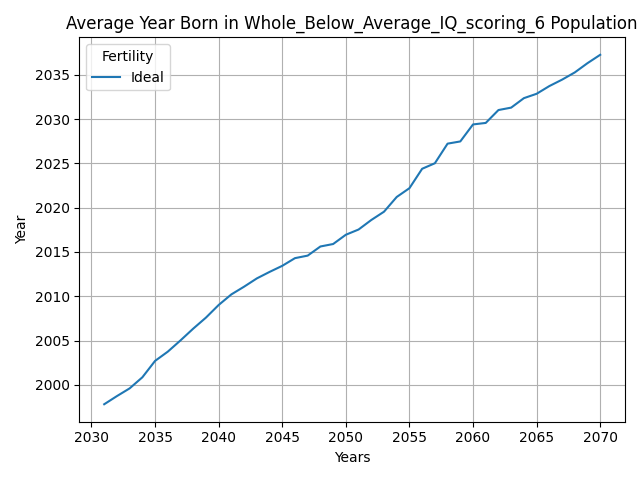 Average Year Born in Whole_Below_Average_IQ_scoring_6 Population
Fertility
Ideal
2035
2030
2025
2020
2015
2010
2005
2000
Year
2030 2035 2040 2045 2050 2055 2060 2065 2070
Years